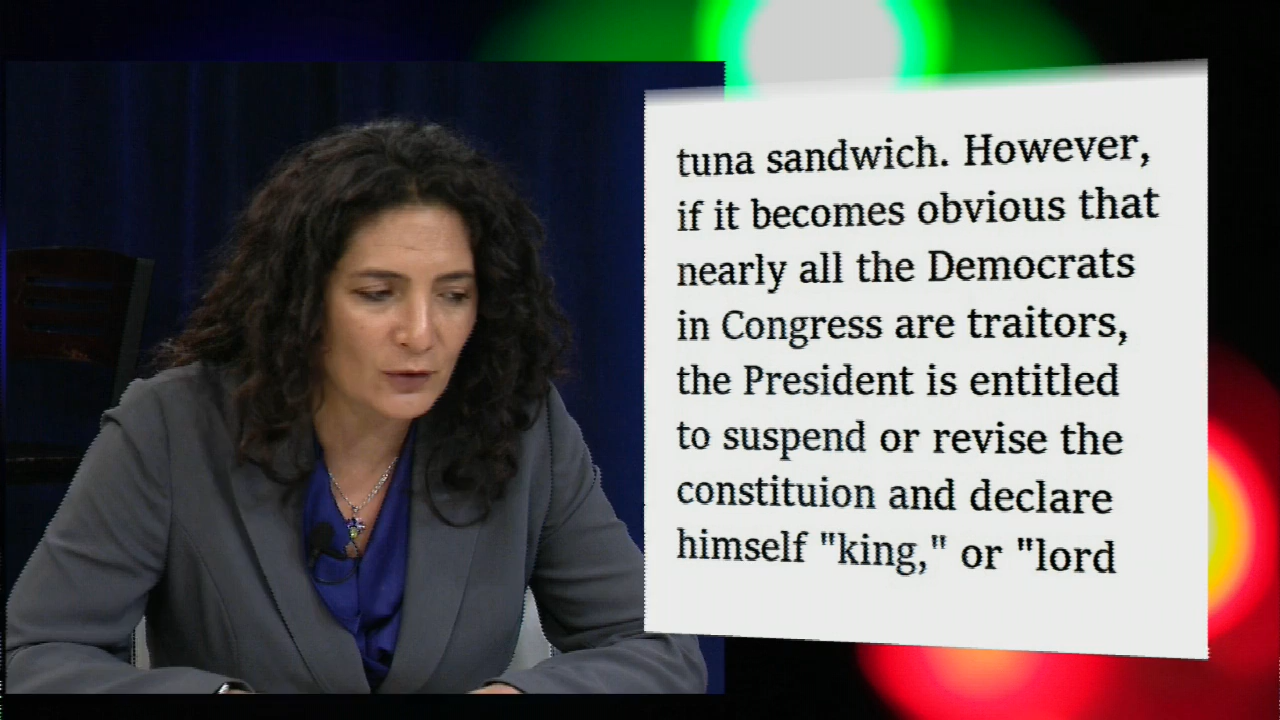 tuna sandwich. However,
if it becomes obvious that
nearly all the Democrats
in Congress are traitors,
the President is entitled
to suspend or revise the
constituion and declare
himself "king," or "lord